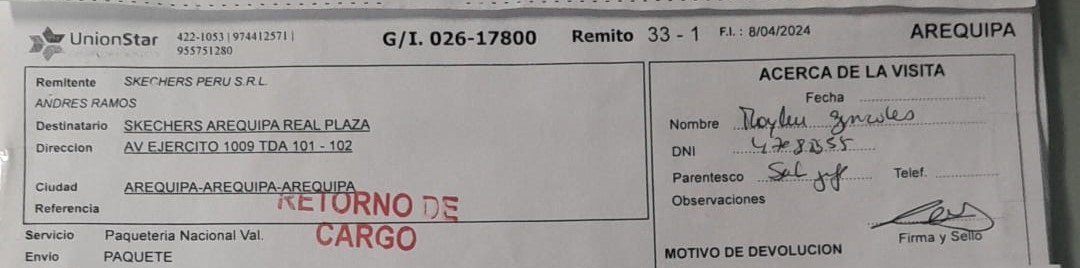 UnionStar 422-1053 | 974412571 |
955751280
G/I. 026-17800 Remito 33 - 1 F.I. : 8/04/2024 AREQUIPA
Remitente SKECHERS PERU S.R.L.
ANDRES RAMOS
Destinatario SKECHERS AREQUIPA REAL PLAZA
Direccion AV EJERCITO 1009 TDA 101 - 102
Ciudad AREQUIPA-AREQUIPA-AREQUIPA
Referencia
RETORNO DE
CARGO
Servicio Paqueteria Nacional Val.
Envio PAQUETE
ACERCA DE LA VISITA
Fecha
Nombre
DNI
Parentesco Telef.
Observaciones
Firma y Sello
MOTIVO DE DEVOLUCION